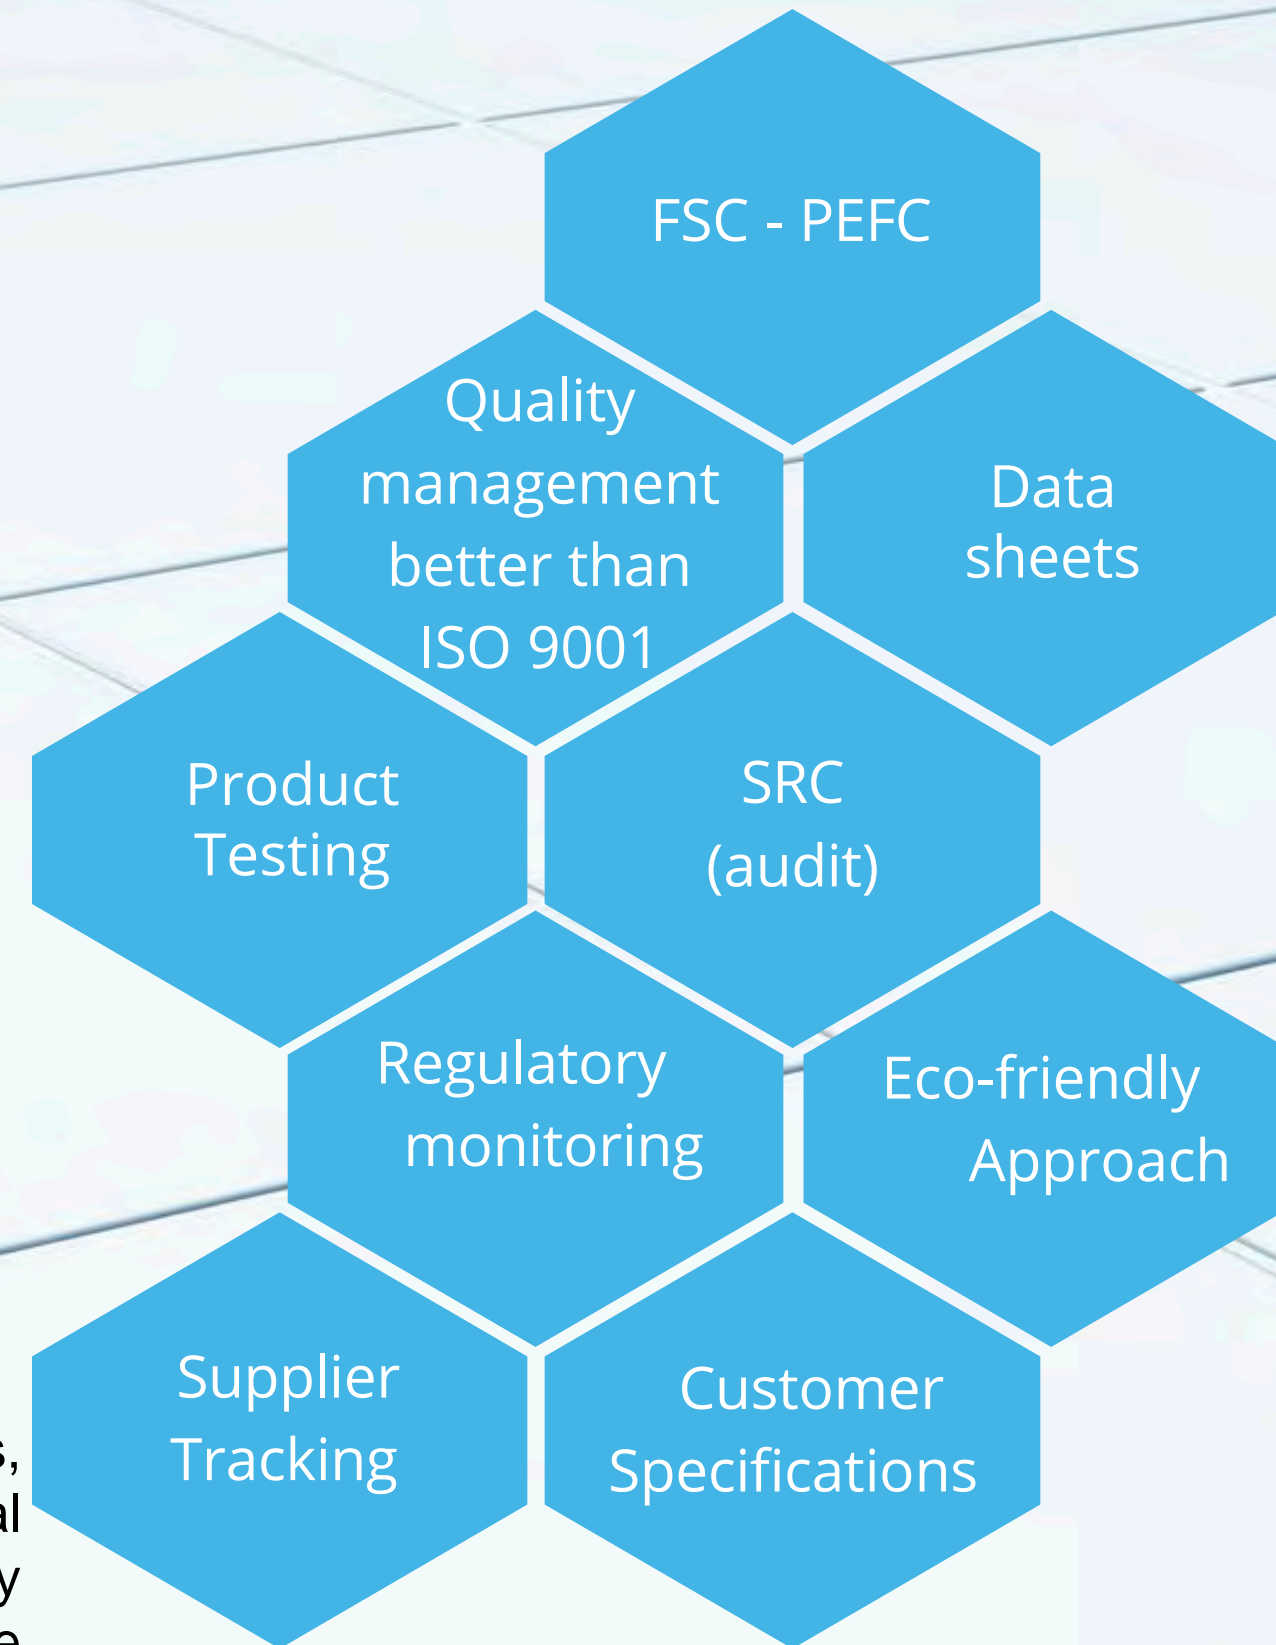 FSC - PEFC
Quality
management
better than
ISO 9001
Data
sheets
Product
Testing
SRC
(audit)
Regulatory
monitoring
Eco-friendly
Approach
Supplier
Tracking
Customer
Specifications